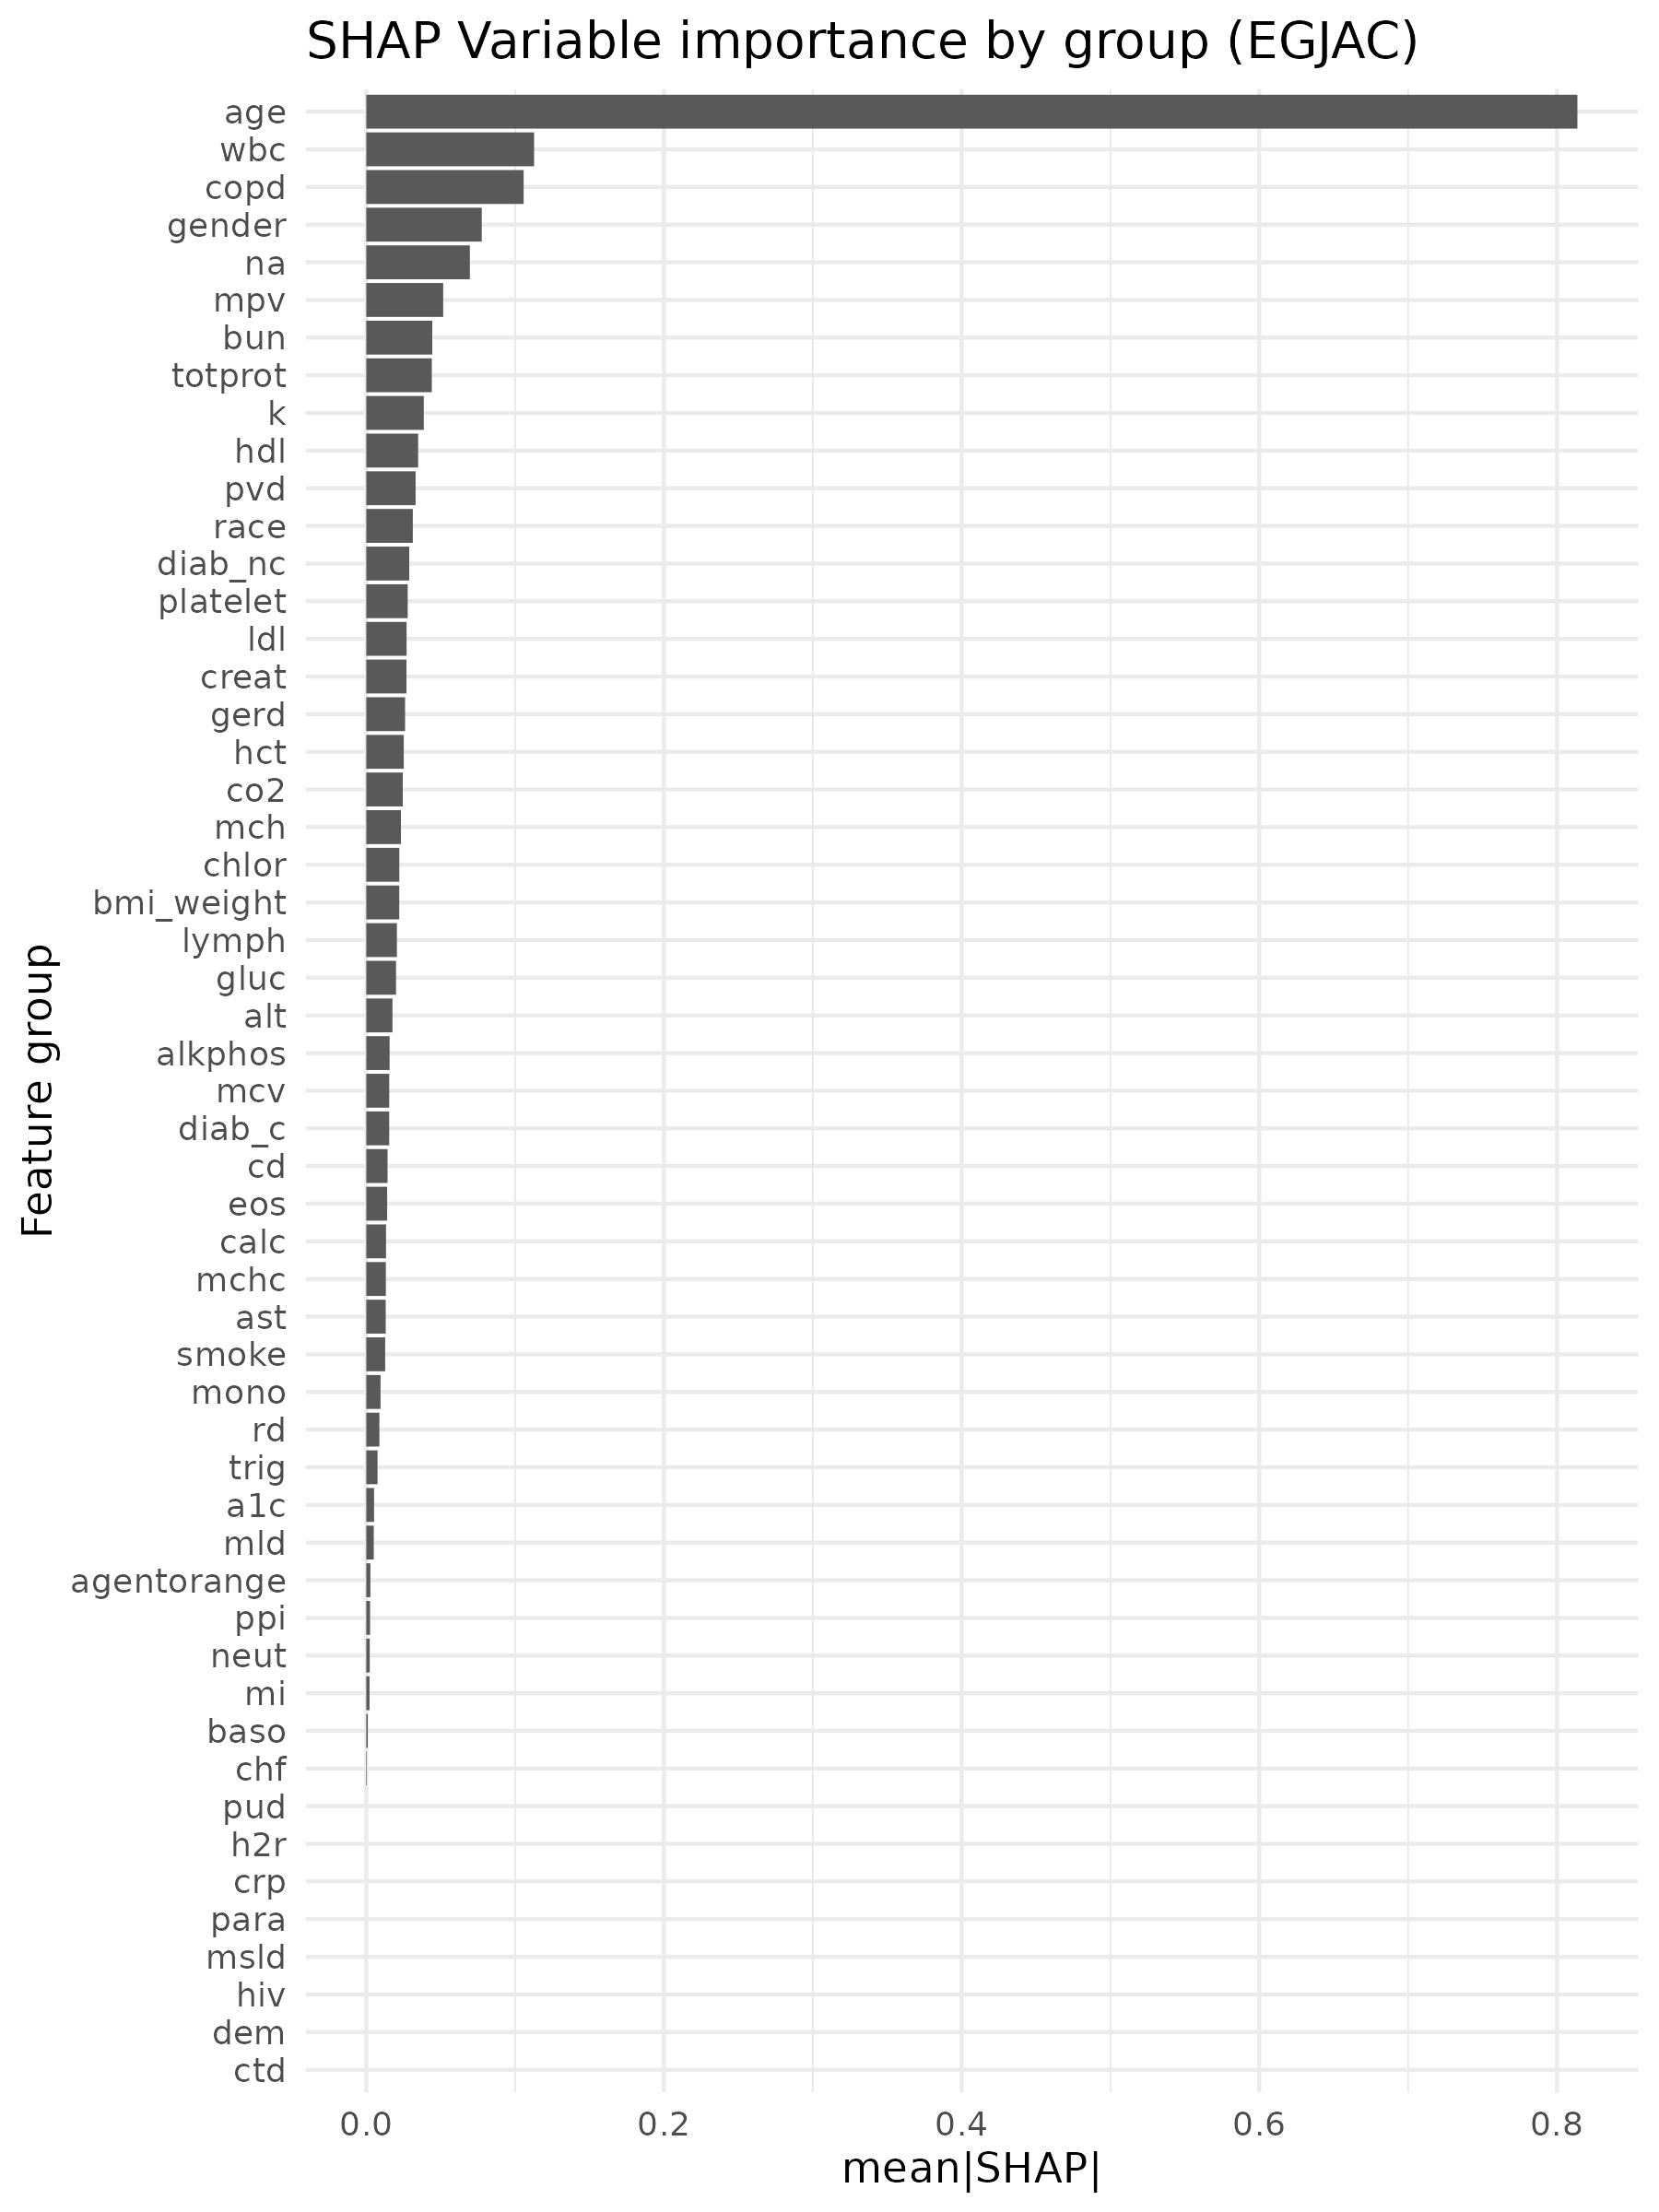 SHAP Variable importance by group (EGJAC)
age
wbc
copd
gender
na
mpv
bun
totprot
k
hdl
pvd
race
diab_nc
platelet
ldl
creat
gerd
hct
co2
mch
chlor
bmi_weight
lymph
gluc
alt
alkphos
mcv
diab_c
cd
eos
calc
mchc
ast
smoke
mono
rd
trig
a1c
mld
agentorange
ppi
neut
mi
baso
chf
pud
h2r
crp
para
msld
hiv
dem
ctd
Feature group
0.0 0.2 0.4 0.6 0.8
mean|SHAP|